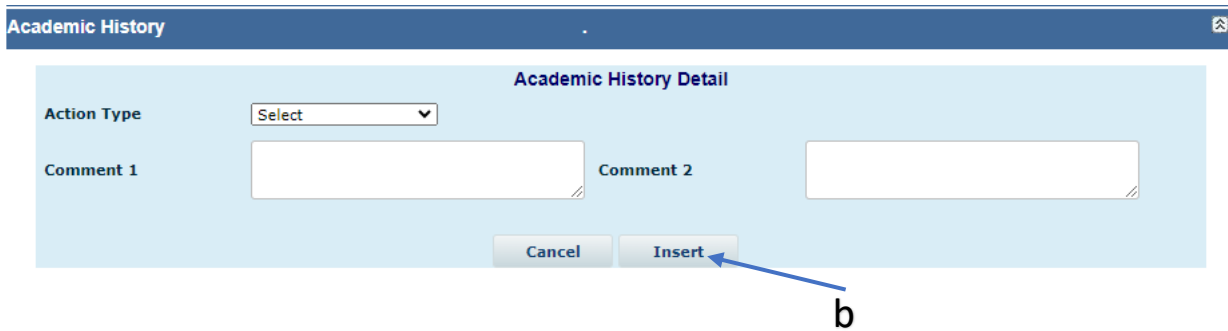 Academic History .
Academic History Detail
Action Type Select
Comment 1 Comment 2
Cancel Insert
b